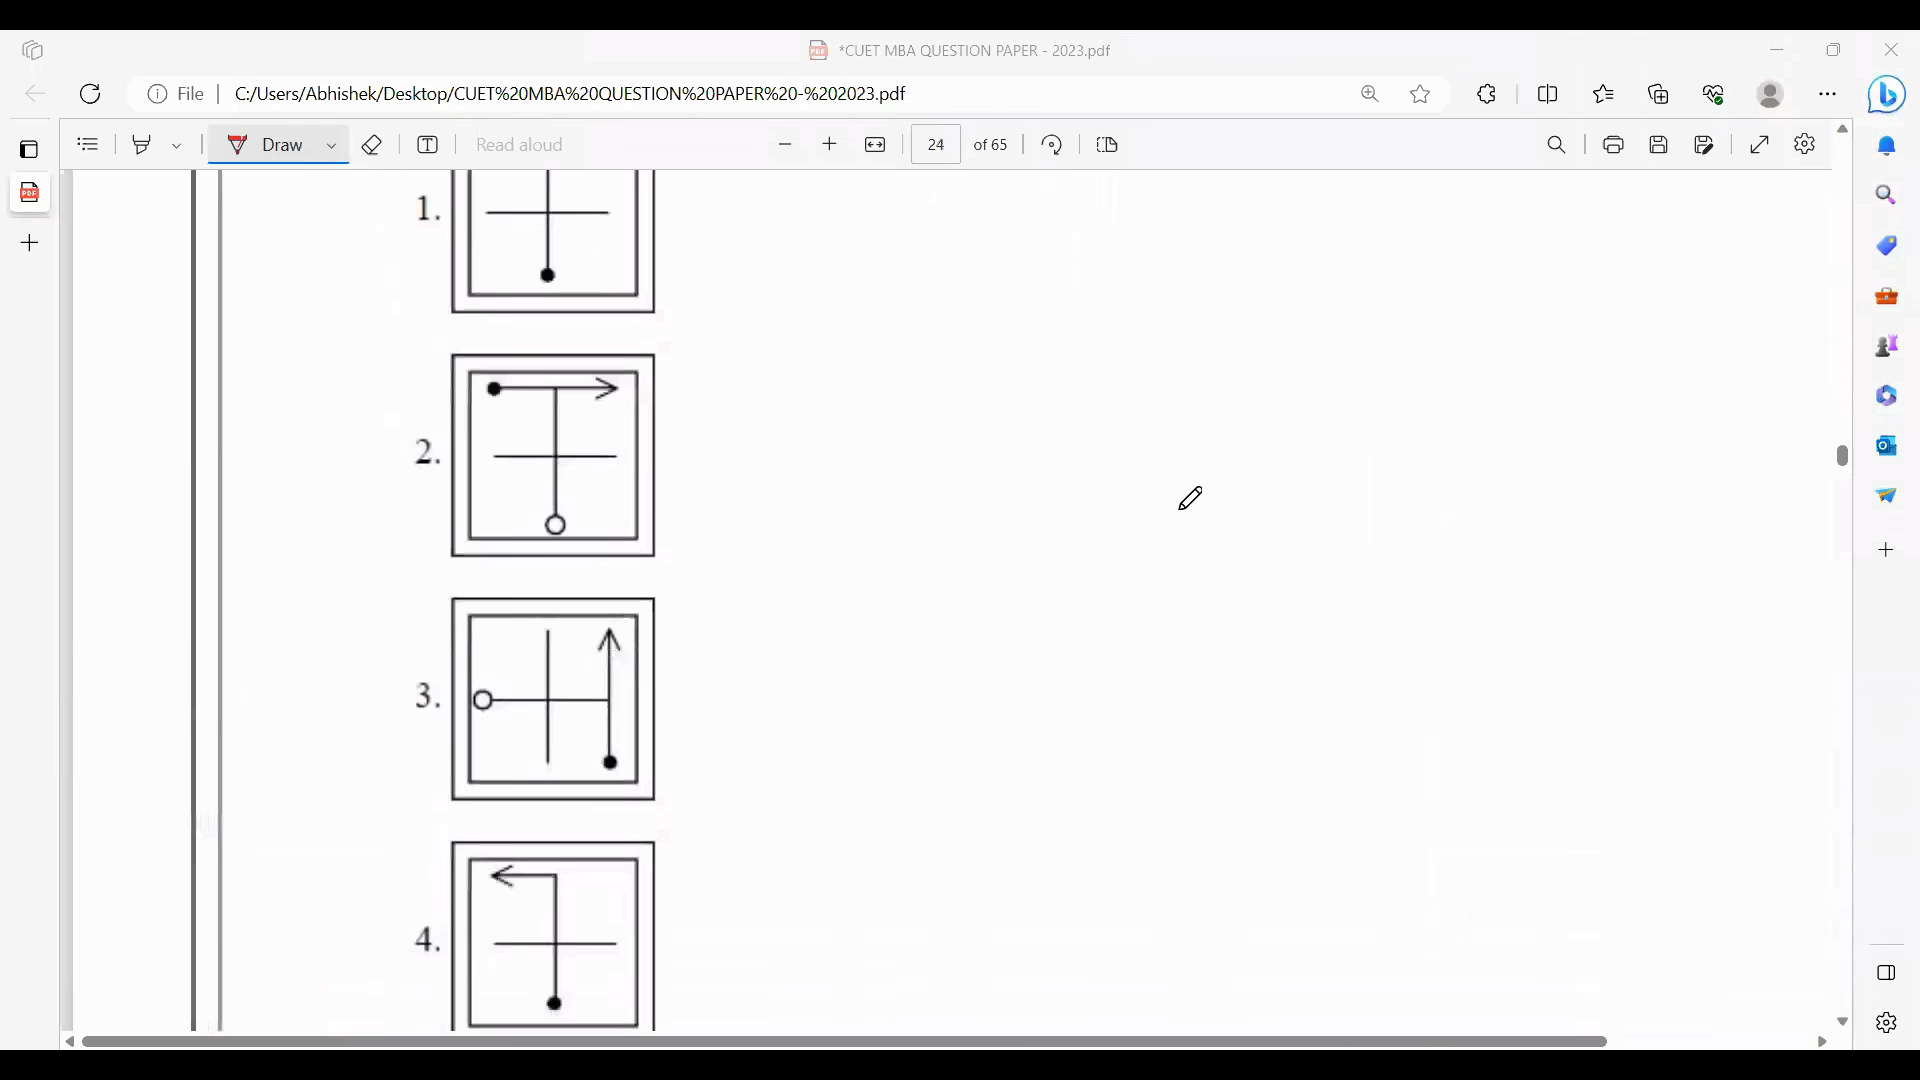 *CUET MBA QUESTION PAPER - 2023.pdf
File C:/Users/Abhishek/Desktop/CUET%20MBA%20QUESTION%20PAPER%20-%202023.pdf
Draw Read aloud 24 of 65
1.
2.
3.
4.